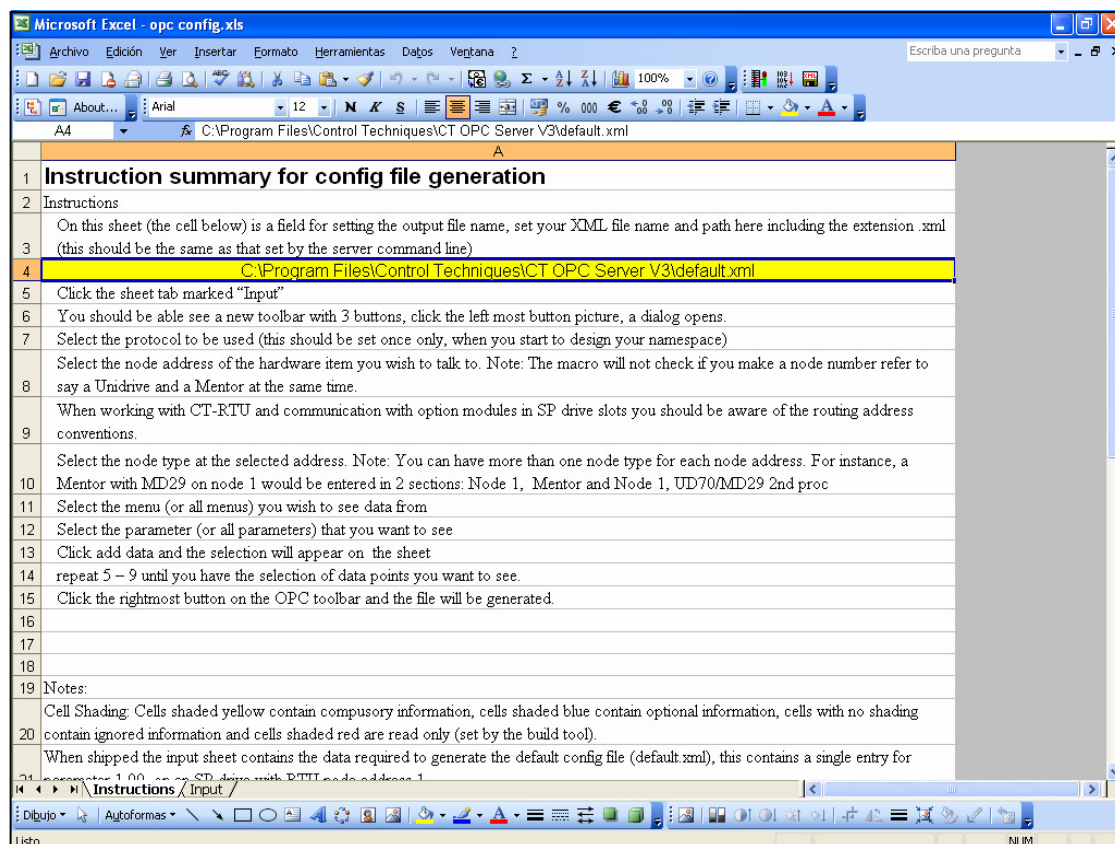 Microsoft Excel - opc config.xls
Archivo Edición Ver Insertar Formato Herramientas Datos Ventana ?
Escriba una pregunta
100%
About... Arial 12 N K S % 000 €
A4 fx C:\Program Files\Control Techniques\CT OPC Server V3\default.xml
A
1 Instruction summary for config file generation
2 Instructions
On this sheet (the cell below) is a field for setting the output file name, set your XML file name and path here including the extension .xml
3 (this should be the same as that set by the server command line)
4 C:\Program Files\Control Techniques\CT OPC Server V3\default.xml
5 Click the sheet tab marked “Input”
6 You should be able see a new toolbar with 3 buttons, click the left most button picture, a dialog opens.
7 Select the protocol to be used (this should be set once only, when you start to design your namespace)
Select the node address of the hardware item you wish to talk to. Note: The macro will not check if you make a node number refer to
8 say a Unidrive and a Mentor at the same time.
When working with CT-RTU and communication with option modules in SP drive slots you should be aware of the routing address
9 conventions.
Select the node type at the selected address. Note: You can have more than one node type for each node address. For instance, a
10 Mentor with MD29 on node 1 would be entered in 2 sections: Node 1, Mentor and Node 1, UD70/MD29 2nd proc
11 Select the menu (or all menus) you wish to see data from
12 Select the parameter (or all parameters) that you want to see
13 Click add data and the selection will appear on the sheet
14 repeat 5 – 9 until you have the selection of data points you want to see.
15 Click the rightmost button on the OPC toolbar and the file will be generated.
16
17
18
19 Notes:
Cell Shading: Cells shaded yellow contain compusory information, cells shaded blue contain optional information, cells with no shading
20 contain ignored information and cells shaded red are read only (set by the build tool).
When shipped the input sheet contains the data required to generate the default config file (default.xml), this contains a single entry for
21 parameter 1.00, on an SP drive with RTU node address 1
Instructions Input
Dibujo Autoformas
Listo NUM